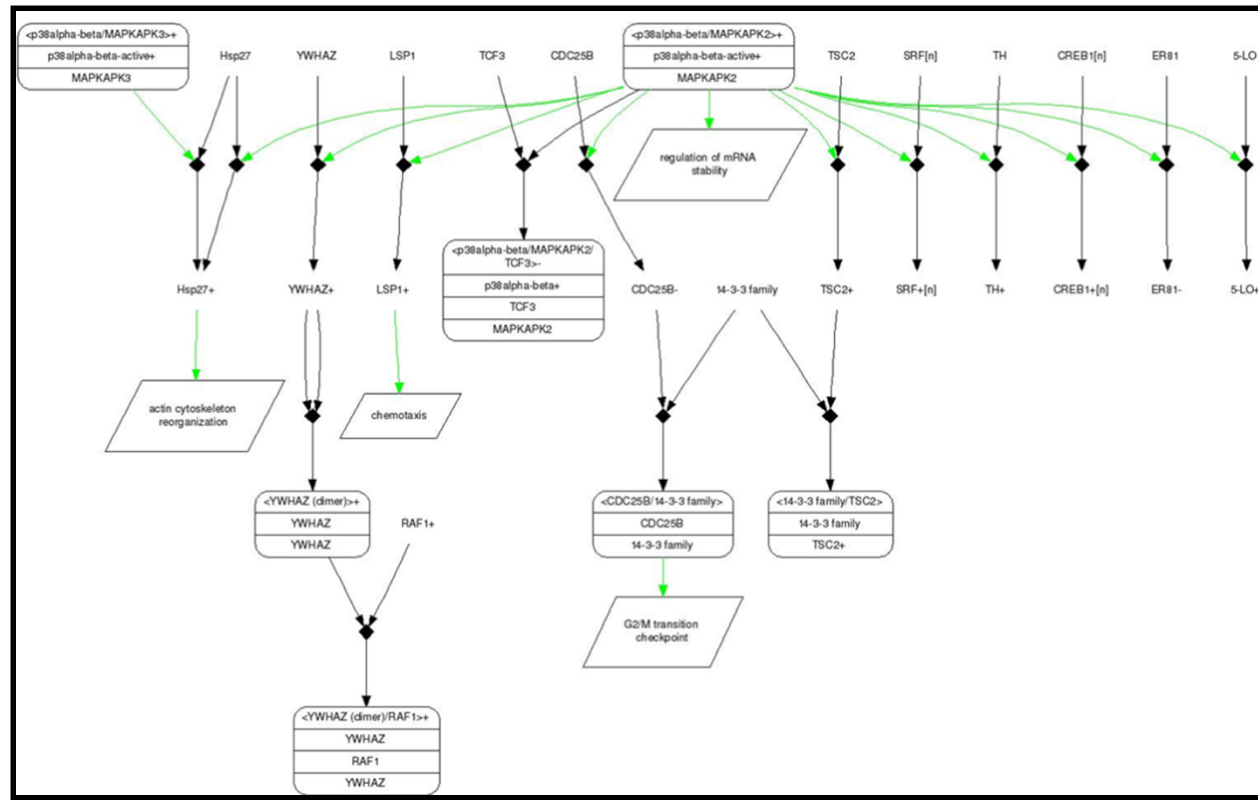 <p38alpha-beta/MAPKAPK3>+
p38alpha-beta-active+
MAPKAPK3
Hsp27
YWHAZ
LSP1
TCF3
CDC25B
<p38alpha-beta/MAPKAPK2>+
p38alpha-beta-active+
MAPKAPK2
TSC2
SRF[n]
TH
CREB1[n]
ER81
5-LO
regulation of mRNA
stability
Hsp27+
YWHAZ+
LSP1+
<p38alpha-beta/MAPKAPK2/
TCF3>-
p38alpha-beta+
TCF3
MAPKAPK2
CDC25B-
14-3-3 family
TSC2+
SRF+[n]
TH+
CREB1+[n]
ER81-
5-LO+
actin cytoskeleton
reorganization
chemotaxis
<YWHAZ (dimer)>+
YWHAZ
YWHAZ
RAF1+
<CDC25B/14-3-3 family>
CDC25B
14-3-3 family
<14-3-3 family/TSC2>
14-3-3 family
TSC2+
G2/M transition
checkpoint
<YWHAZ (dimer)/RAF1>+
YWHAZ
RAF1
YWHAZ